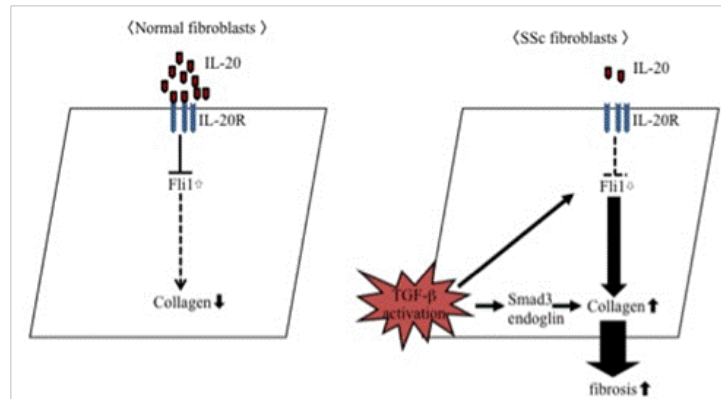 〈Normal fibroblasts 〉
IL-20
IL-20R
Fli1⇧
Collagen⬇
〈SSc fibroblasts 〉
IL-20
IL-20R
Fli1⇩
TGF-β
activation
Smad3
endoglin
Collagen⬆
fibrosis⬆